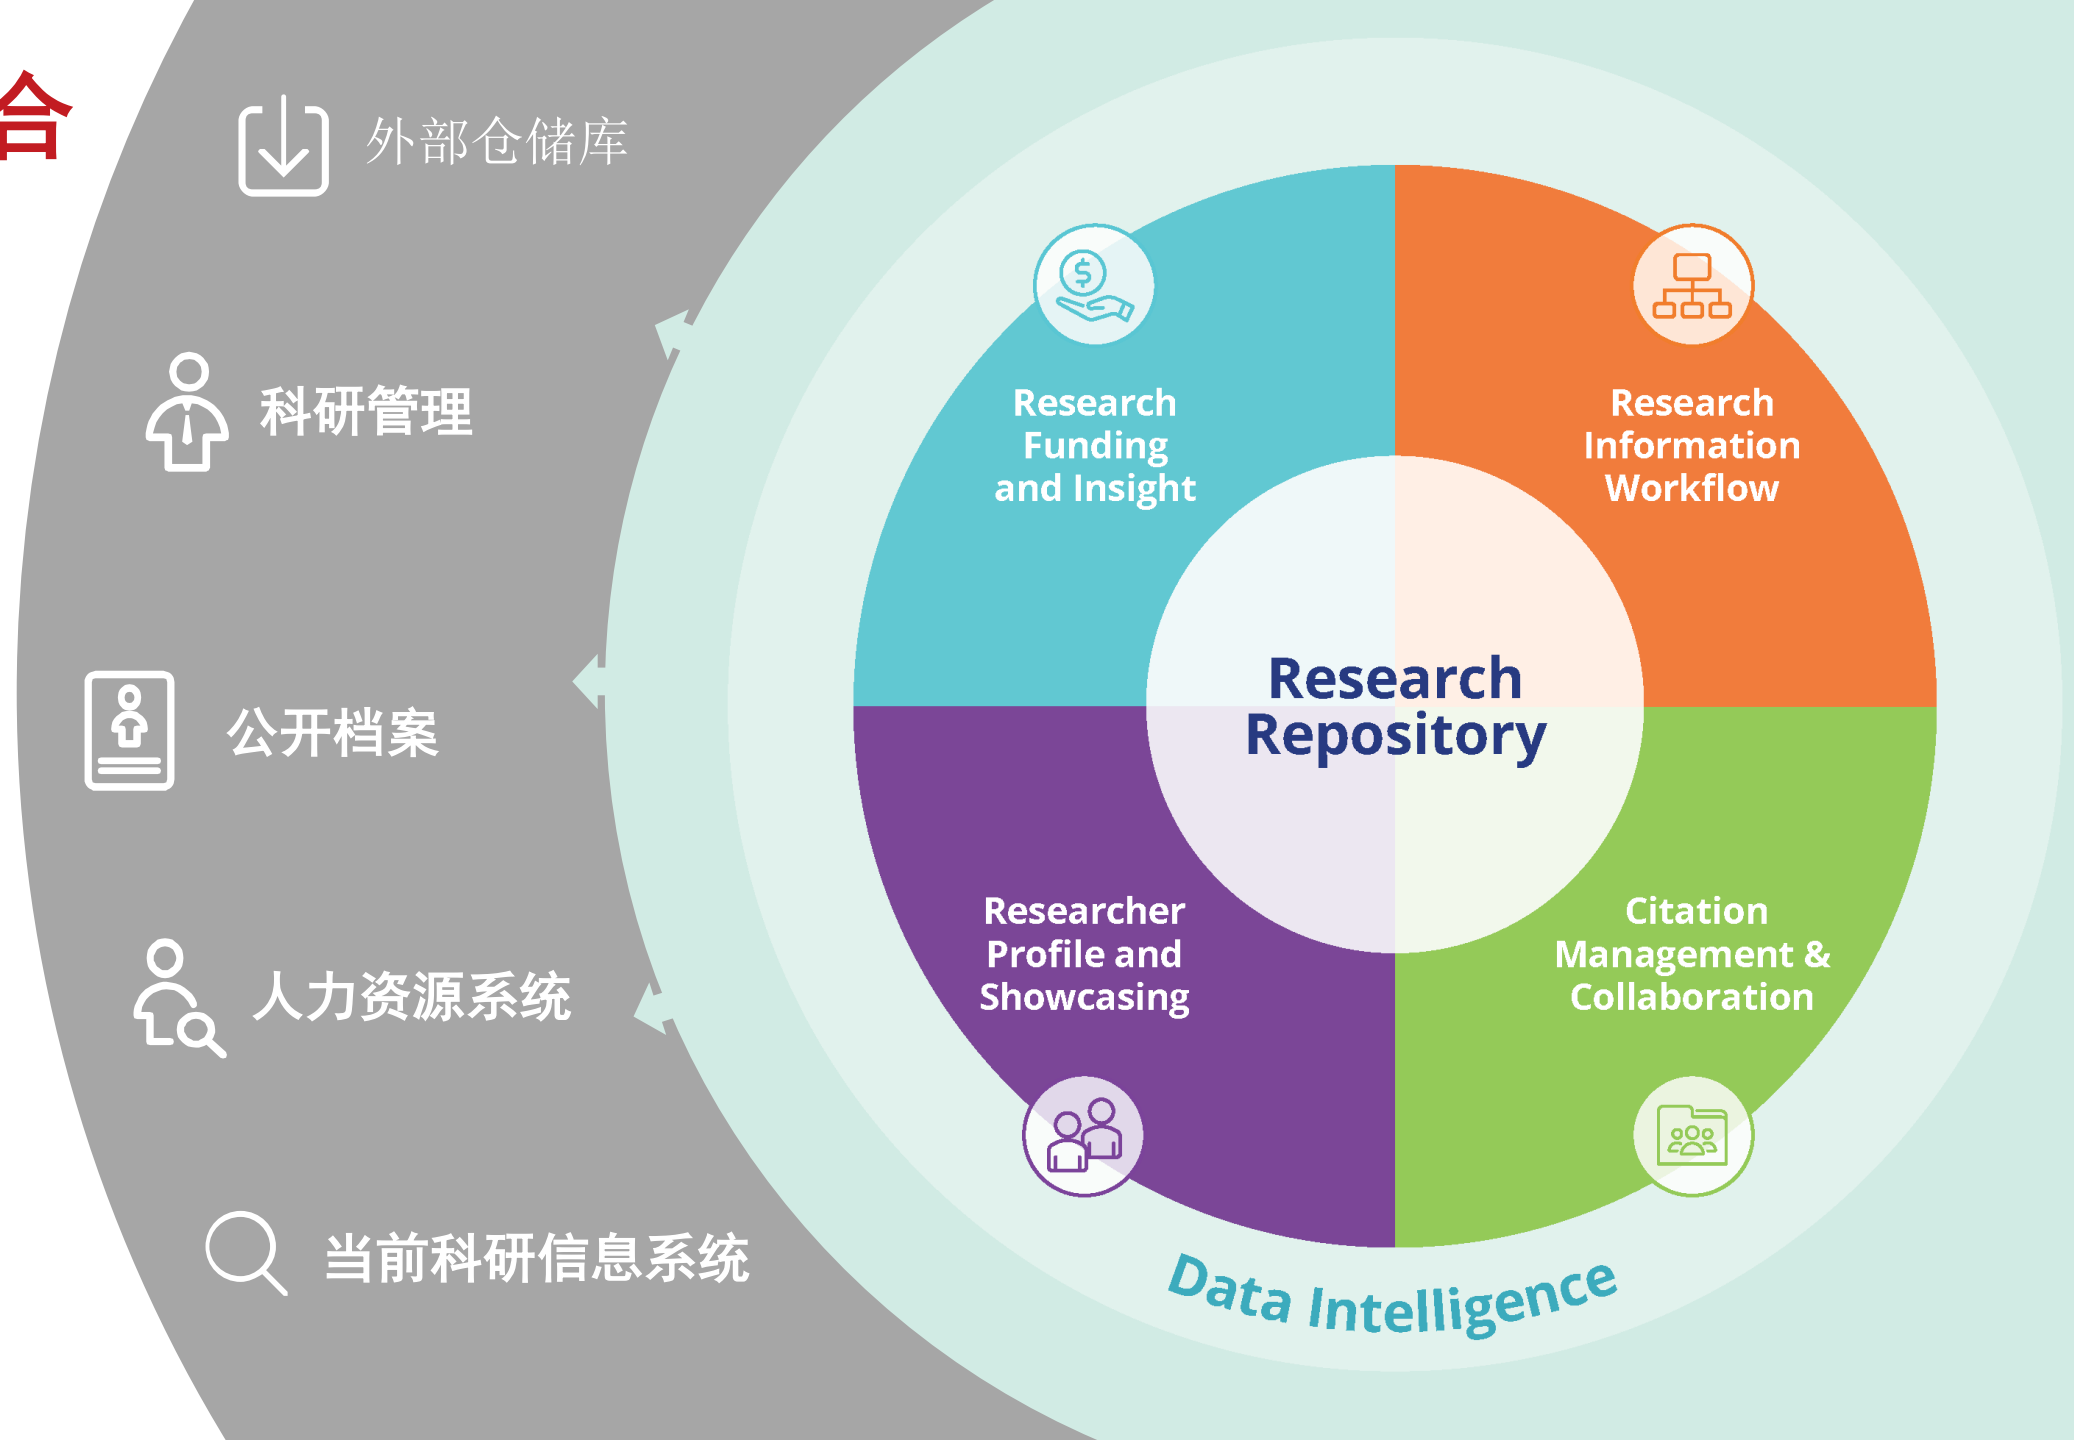 合
外部仓储库
科研管理
公开档案
人力资源系统
当前科研信息系统
Research
Funding
and Insight
Research
Information
Workflow
Research
Repository
Researcher
Profile and
Showcasing
Citation
Management &
Collaboration
Data Intelligence